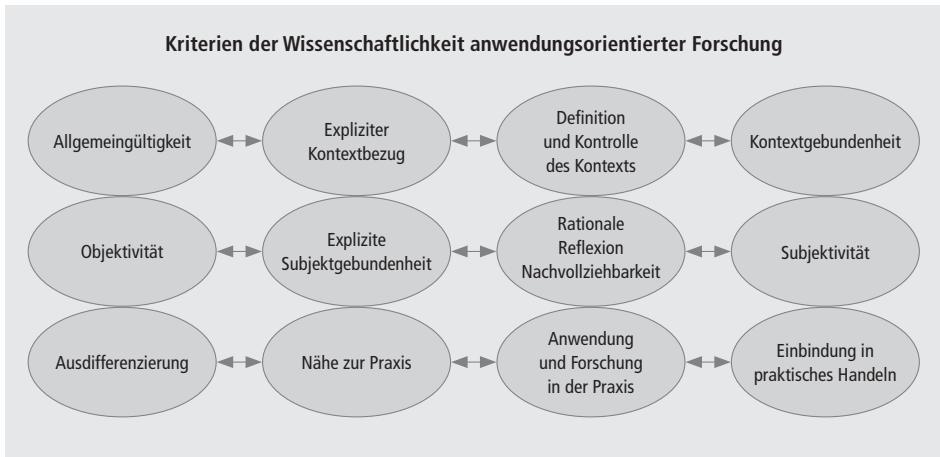 Kriterien der Wissenschaftlichkeit anwendungsorientierter Forschung
Allgemeingültigkeit
Expliziter
Kontextbezug
Definition
und Kontrolle
des Kontexts
Kontextgebundenheit
Objektivität
Explizite
Subjektgebundenheit
Rationale
Reflexion
Nachvollziehbarkeit
Subjektivität
Ausdifferenzierung
Nähe zur Praxis
Anwendung
und Forschung
in der Praxis
Einbindung in
praktisches Handeln